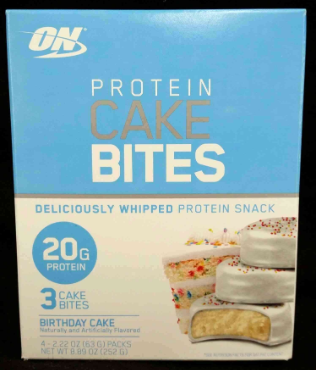 ON
PROTEIN
CAKE
BITES
DELICIOUSLY WHIPPED PROTEIN SNACK
20G
PROTEIN
3 CAKE
BITES
BIRTHDAY CAKE
Naturally and Artificially Flavored
4 - 2.22 OZ (63 G) PACKS
NET WT 8.89 OZ (252 G)